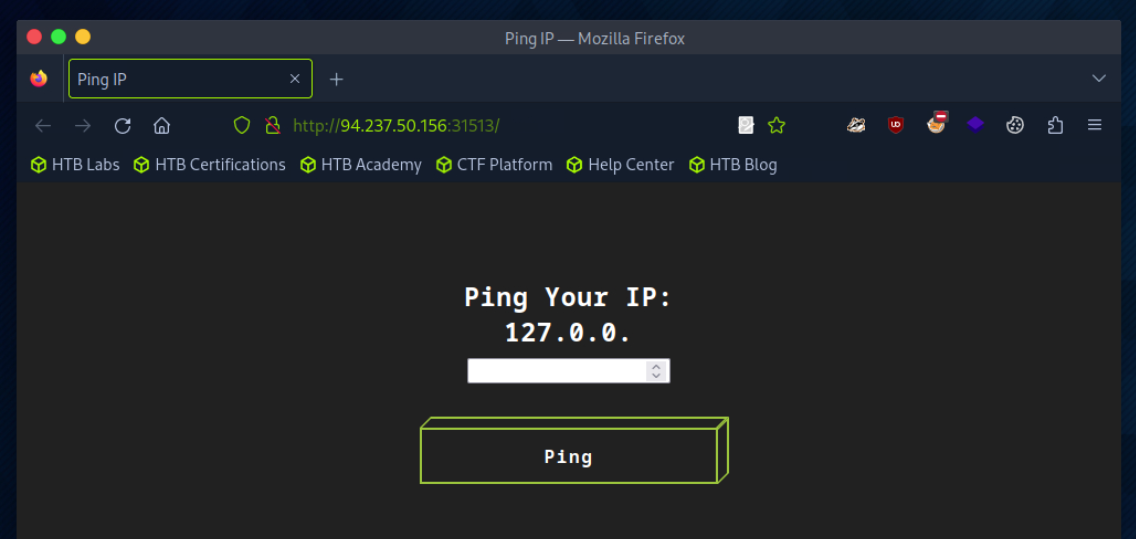 Ping IP — Mozilla Firefox
Ping IP
http://94.237.50.156:31513/
HTB Labs HTB Certifications HTB Academy CTF Platform Help Center HTB Blog
Ping Your IP:
127.0.0.
Ping